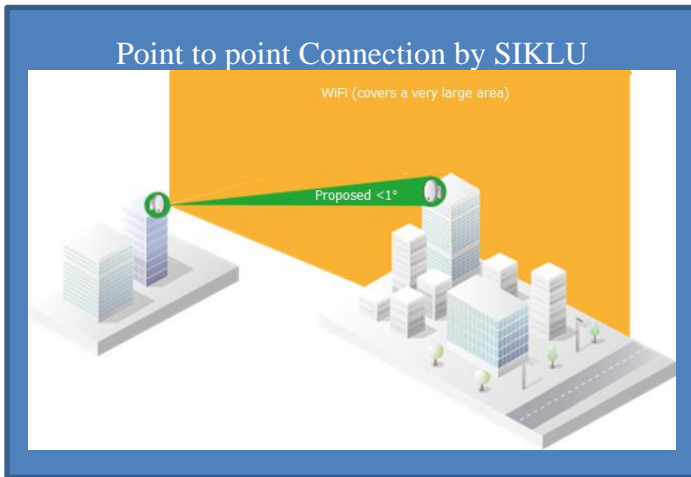 Point to point Connection by SIKLU
WiFi (covers a very large area)
Proposed <1°